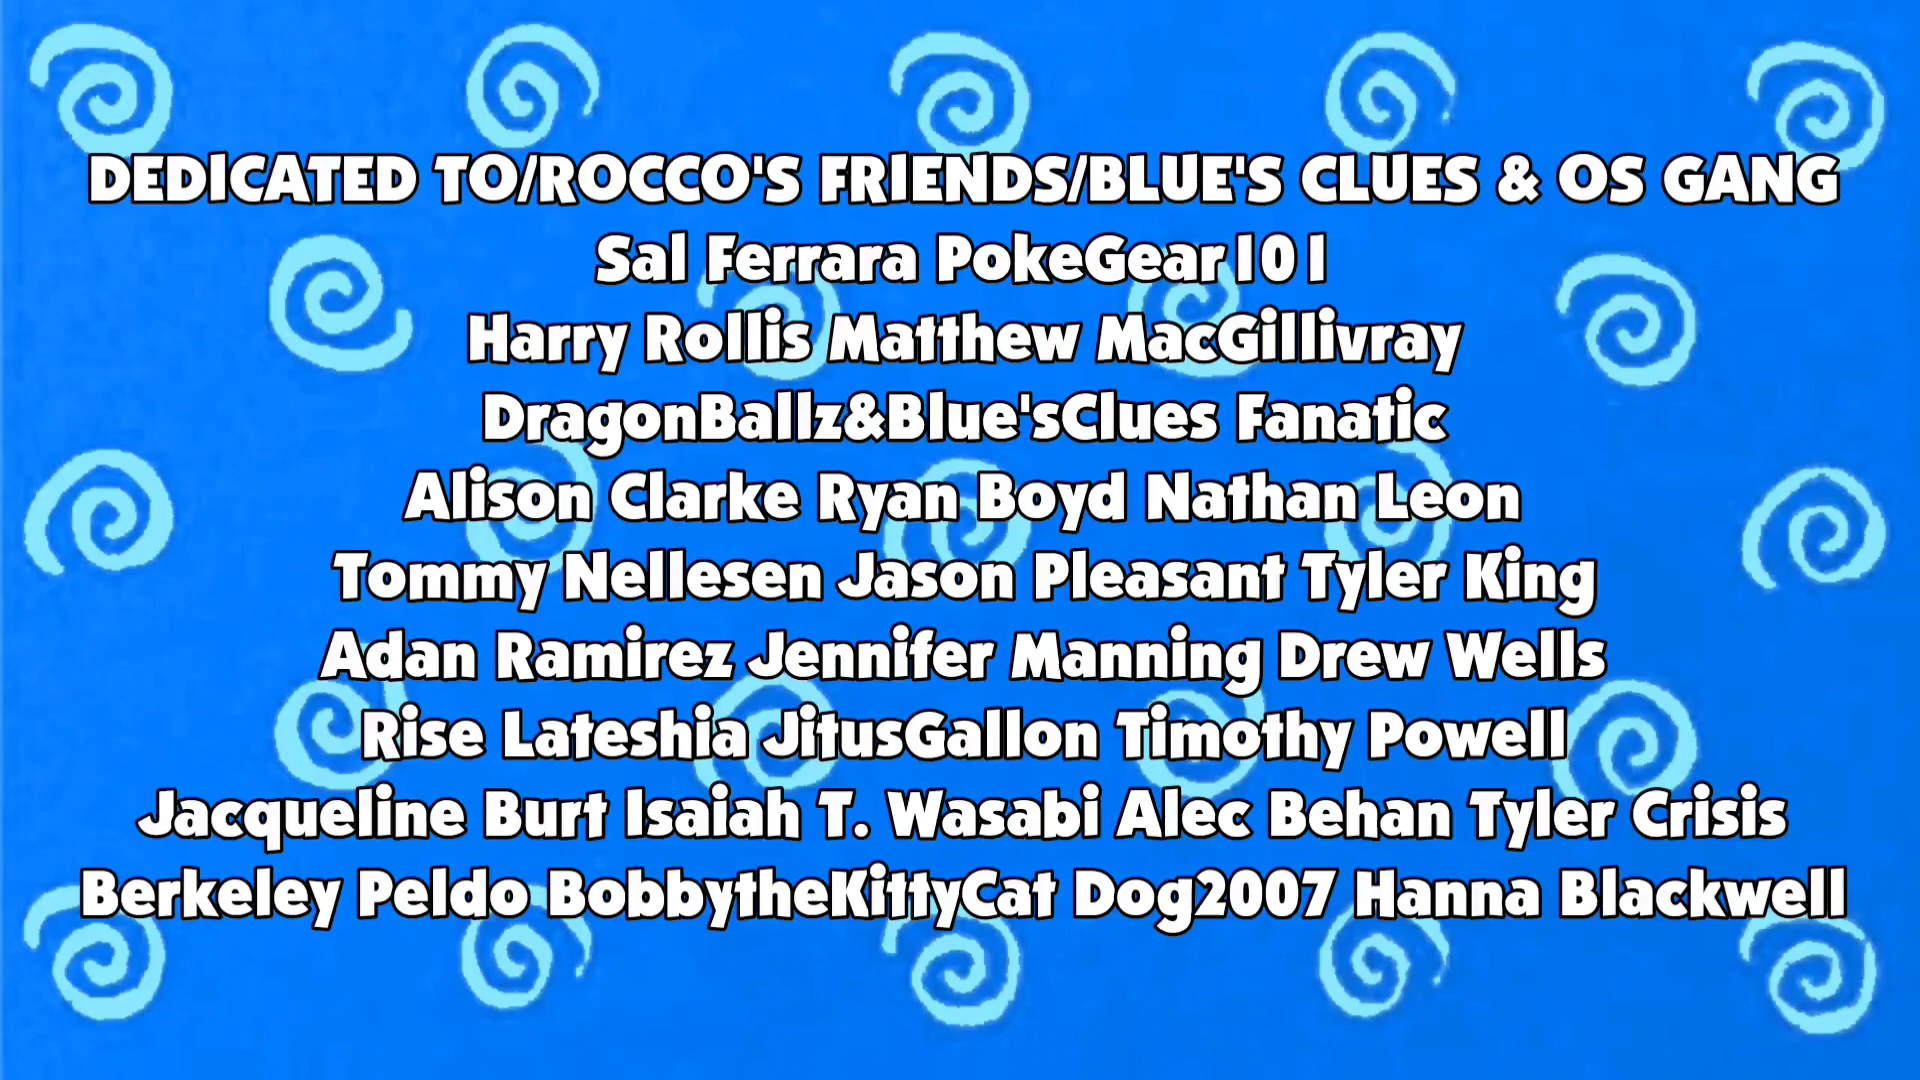 DEDICATED TO/ROCCO'S FRIENDS/BLUE'S CLUES & OS GANG
Sal Ferrara PokeGear101
Harry Rollis Matthew MacGillivray
DragonBallz&Blue'sClues Fanatic
Alison Clarke Ryan Boyd Nathan Leon
Tommy Nellesen Jason Pleasant Tyler King
Adan Ramirez Jennifer Manning Drew Wells
Rise Lateshia JitusGallon Timothy Powell
Jacqueline Burt Isaiah T. Wasabi Alec Behan Tyler Crisis
Berkeley Peldo BobbytheKittyCat Dog2007 Hanna Blackwell